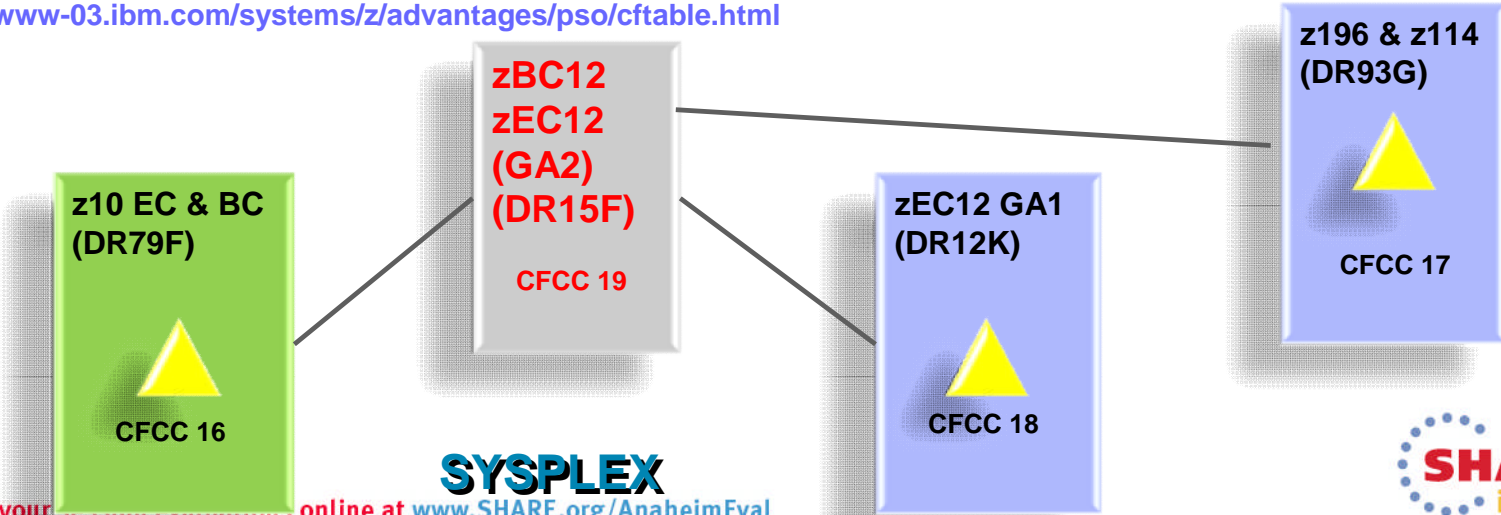 www-03.ibm.com/systems/z/advantages/pso/cftable.html
z196 & z114
(DR93G)
CFCC 17
zBC12
zEC12
(GA2)
(DR15F)
CFCC 19
z10 EC & BC
(DR79F)
CFCC 16
zEC12 GA1
(DR12K)
CFCC 18
SYSPLEX
online at www.SHARE.org/AnaheimEval